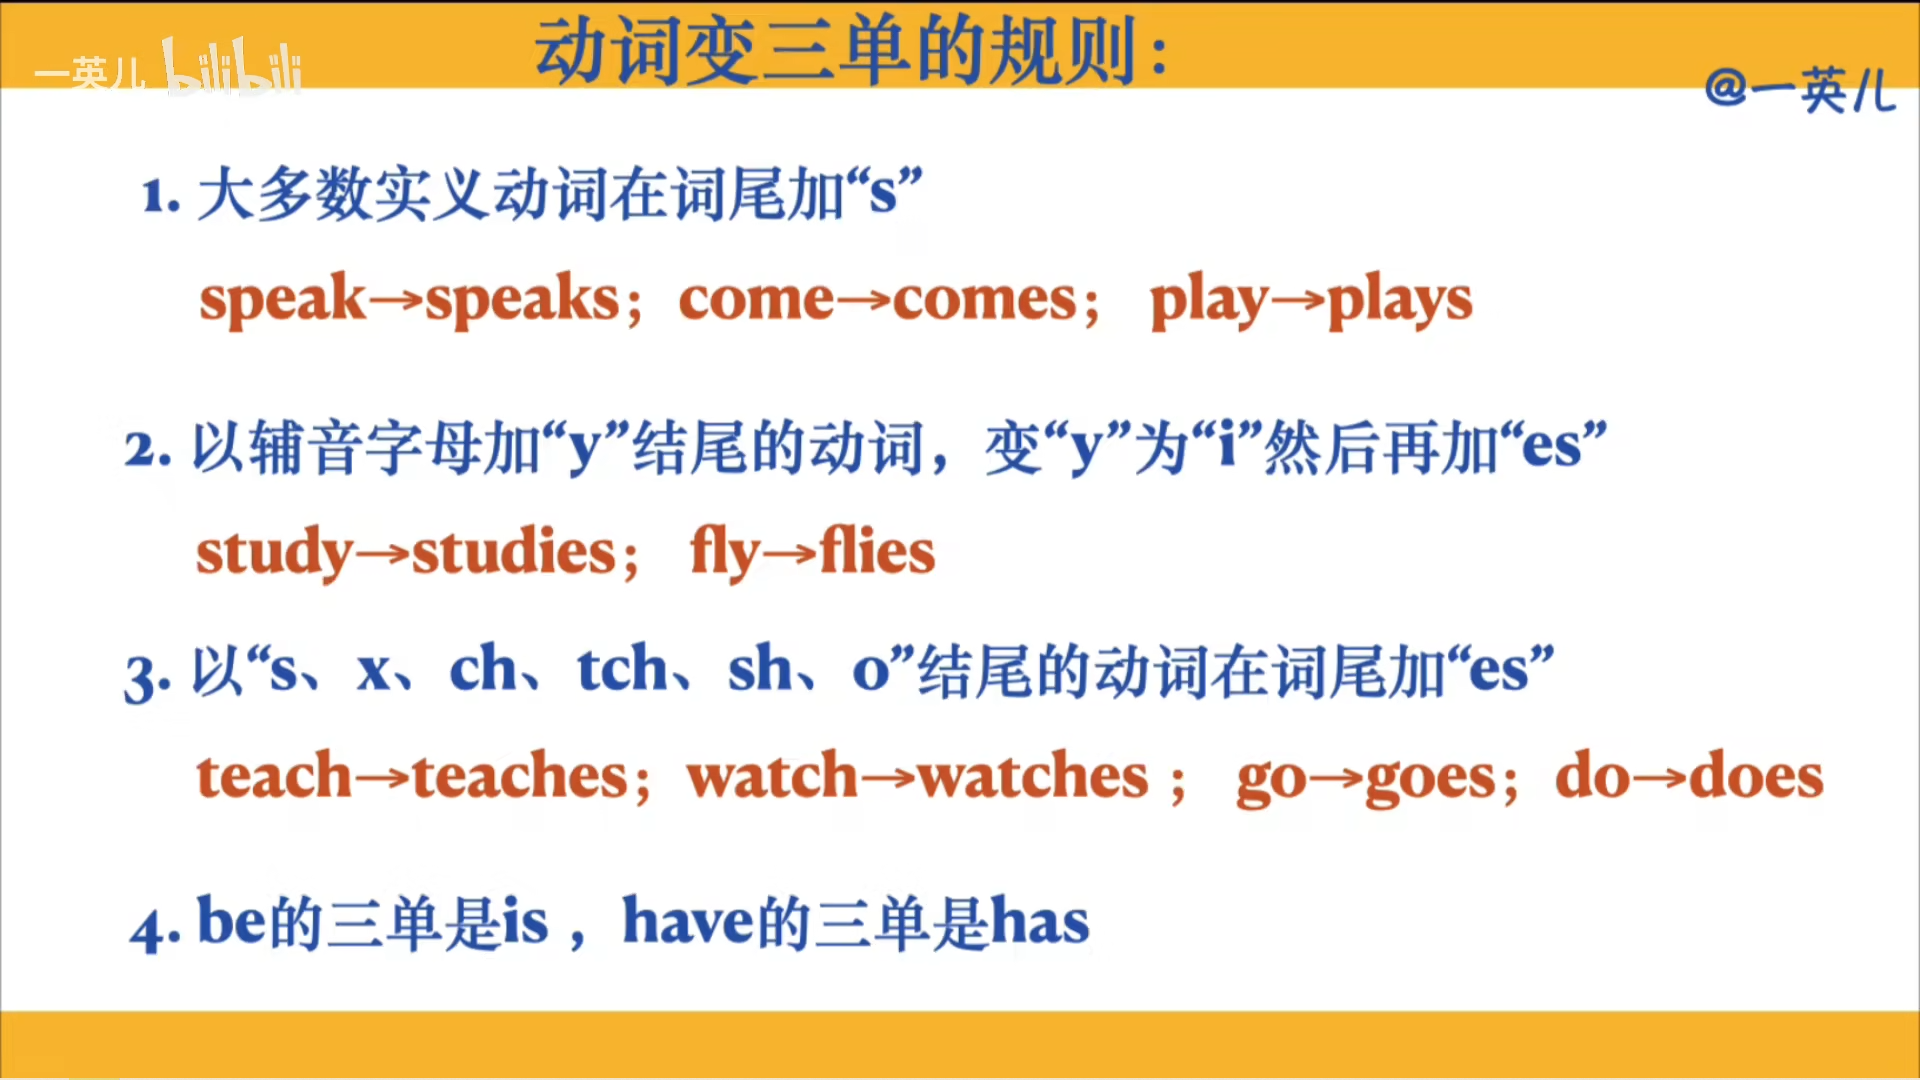 动词变三单的规则：
一英儿 bilibili
@一英儿
1. 大多数实义动词在词尾加“s”
speak→speaks；come→comes； play→plays
2. 以辅音字母加“y”结尾的动词，变“y”为“i”然后再加“es”
study→studies； fly→flies
3. 以“s、x、ch、tch、sh、o”结尾的动词在词尾加“es”
teach→teaches；watch→watches ； go→goes；do→does
4. be的三单是is ，have的三单是has